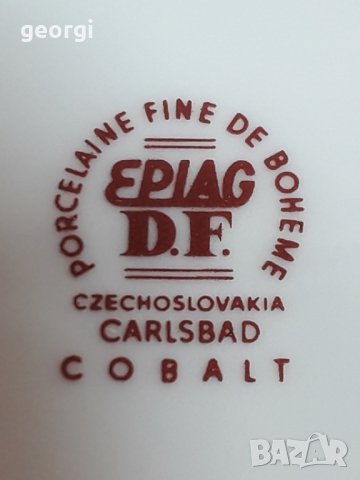 georgi
PORCELAINE FINE DE BOHEME
EPIAG
D.F.
CZECHOSLOVAKIA
CARLSBAD
COBALT
BAZAR